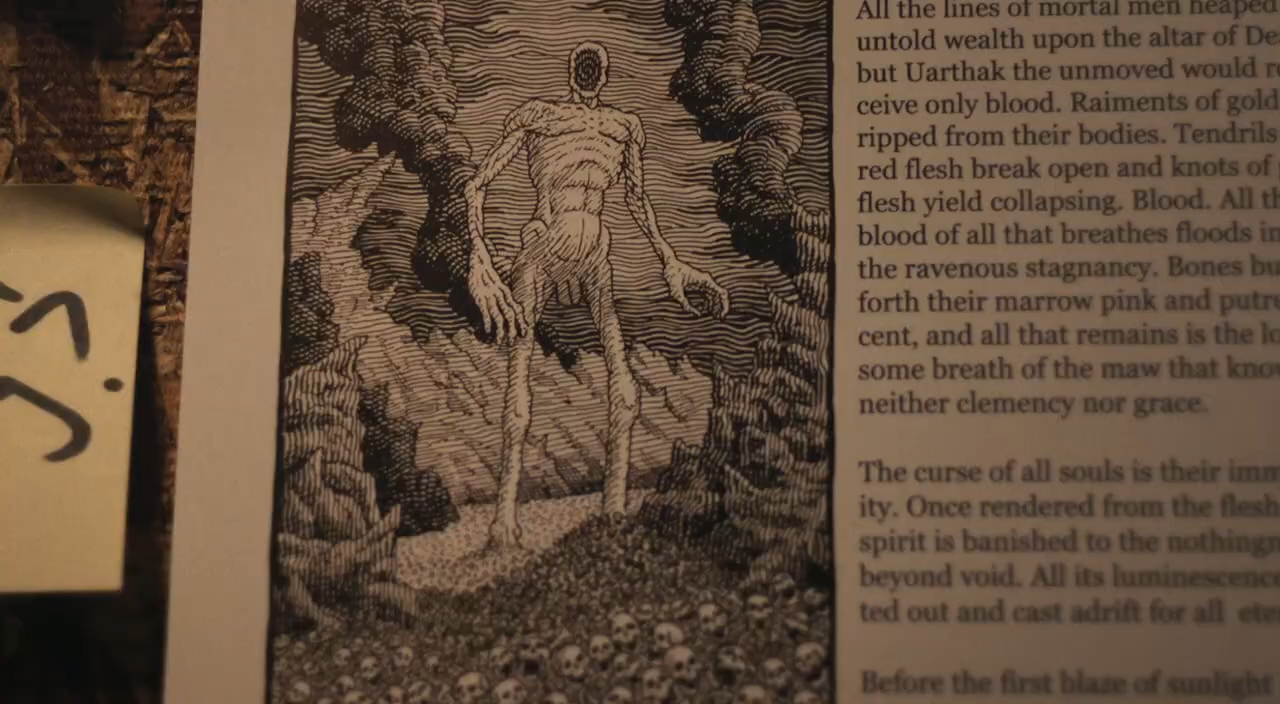 All the lines of mortal men heaped
untold wealth upon the altar of
but Uarthak the unmoved would
ceive only blood. Raiments of gold
ripped from their bodies. Tendrils
red flesh break open and knots of
flesh yield collapsing. Blood. All
blood of all that breathes floods
the ravenous stagnancy. Bones
forth their marrow pink and
cent, and all that remains is the
some breath of the maw that
neither clemency nor grace.
The curse of all souls is their
ity. Once rendered from the flesh
spirit is banished to the
beyond void. All its
ted out and cast adrift for all
Before the first blaze of sunlight